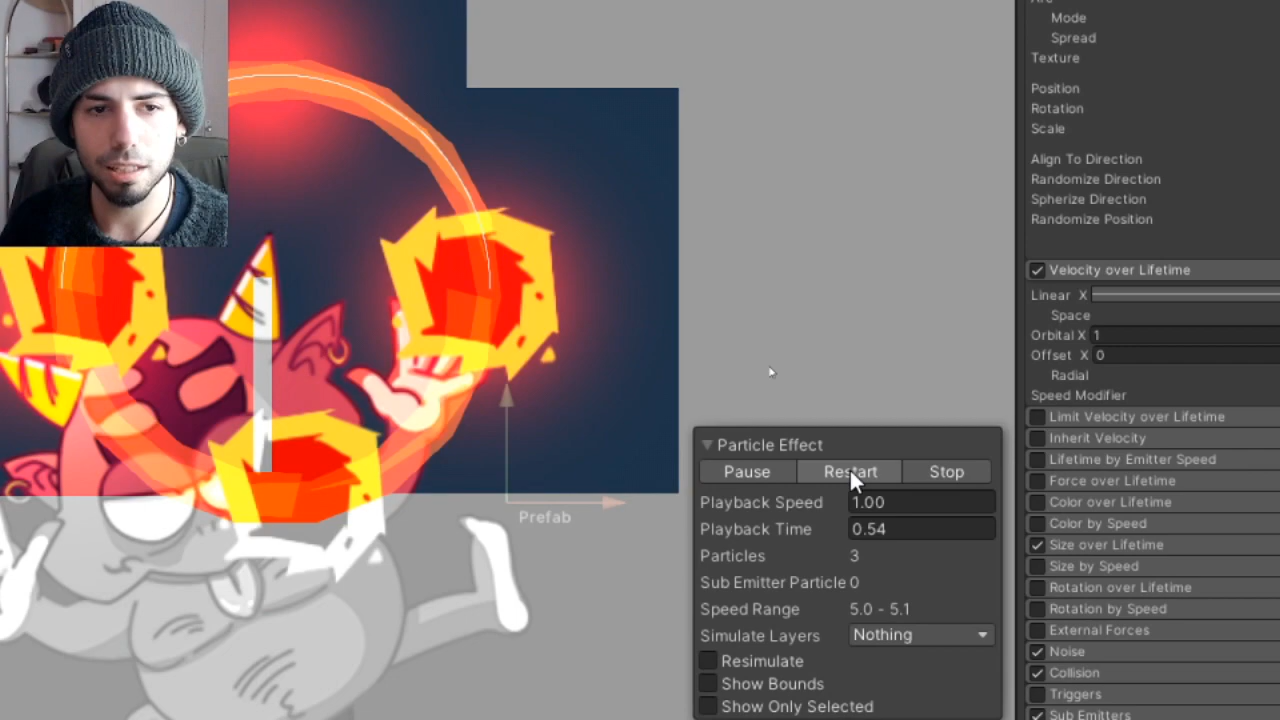 Mode
Spread
Texture
Position
Rotation
Scale
Align To Direction
Randomize Direction
Spherize Direction
Randomize Position
Velocity over Lifetime
Linear X
Space
Orbital X 1
Offset X 0
Radial
Speed Modifier
Limit Velocity over Lifetime
Inherit Velocity
Lifetime by Emitter Speed
Force over Lifetime
Color over Lifetime
Color by Speed
Size over Lifetime
Size by Speed
Rotation over Lifetime
Rotation by Speed
External Forces
Noise
Collision
Triggers
Sub Emitters
Prefab
Particle Effect
Pause Restart Stop
Playback Speed 1.00
Playback Time 0.54
Particles 3
Sub Emitter Particle 0
Speed Range 5.0 - 5.1
Simulate Layers Nothing
Resimulate
Show Bounds
Show Only Selected